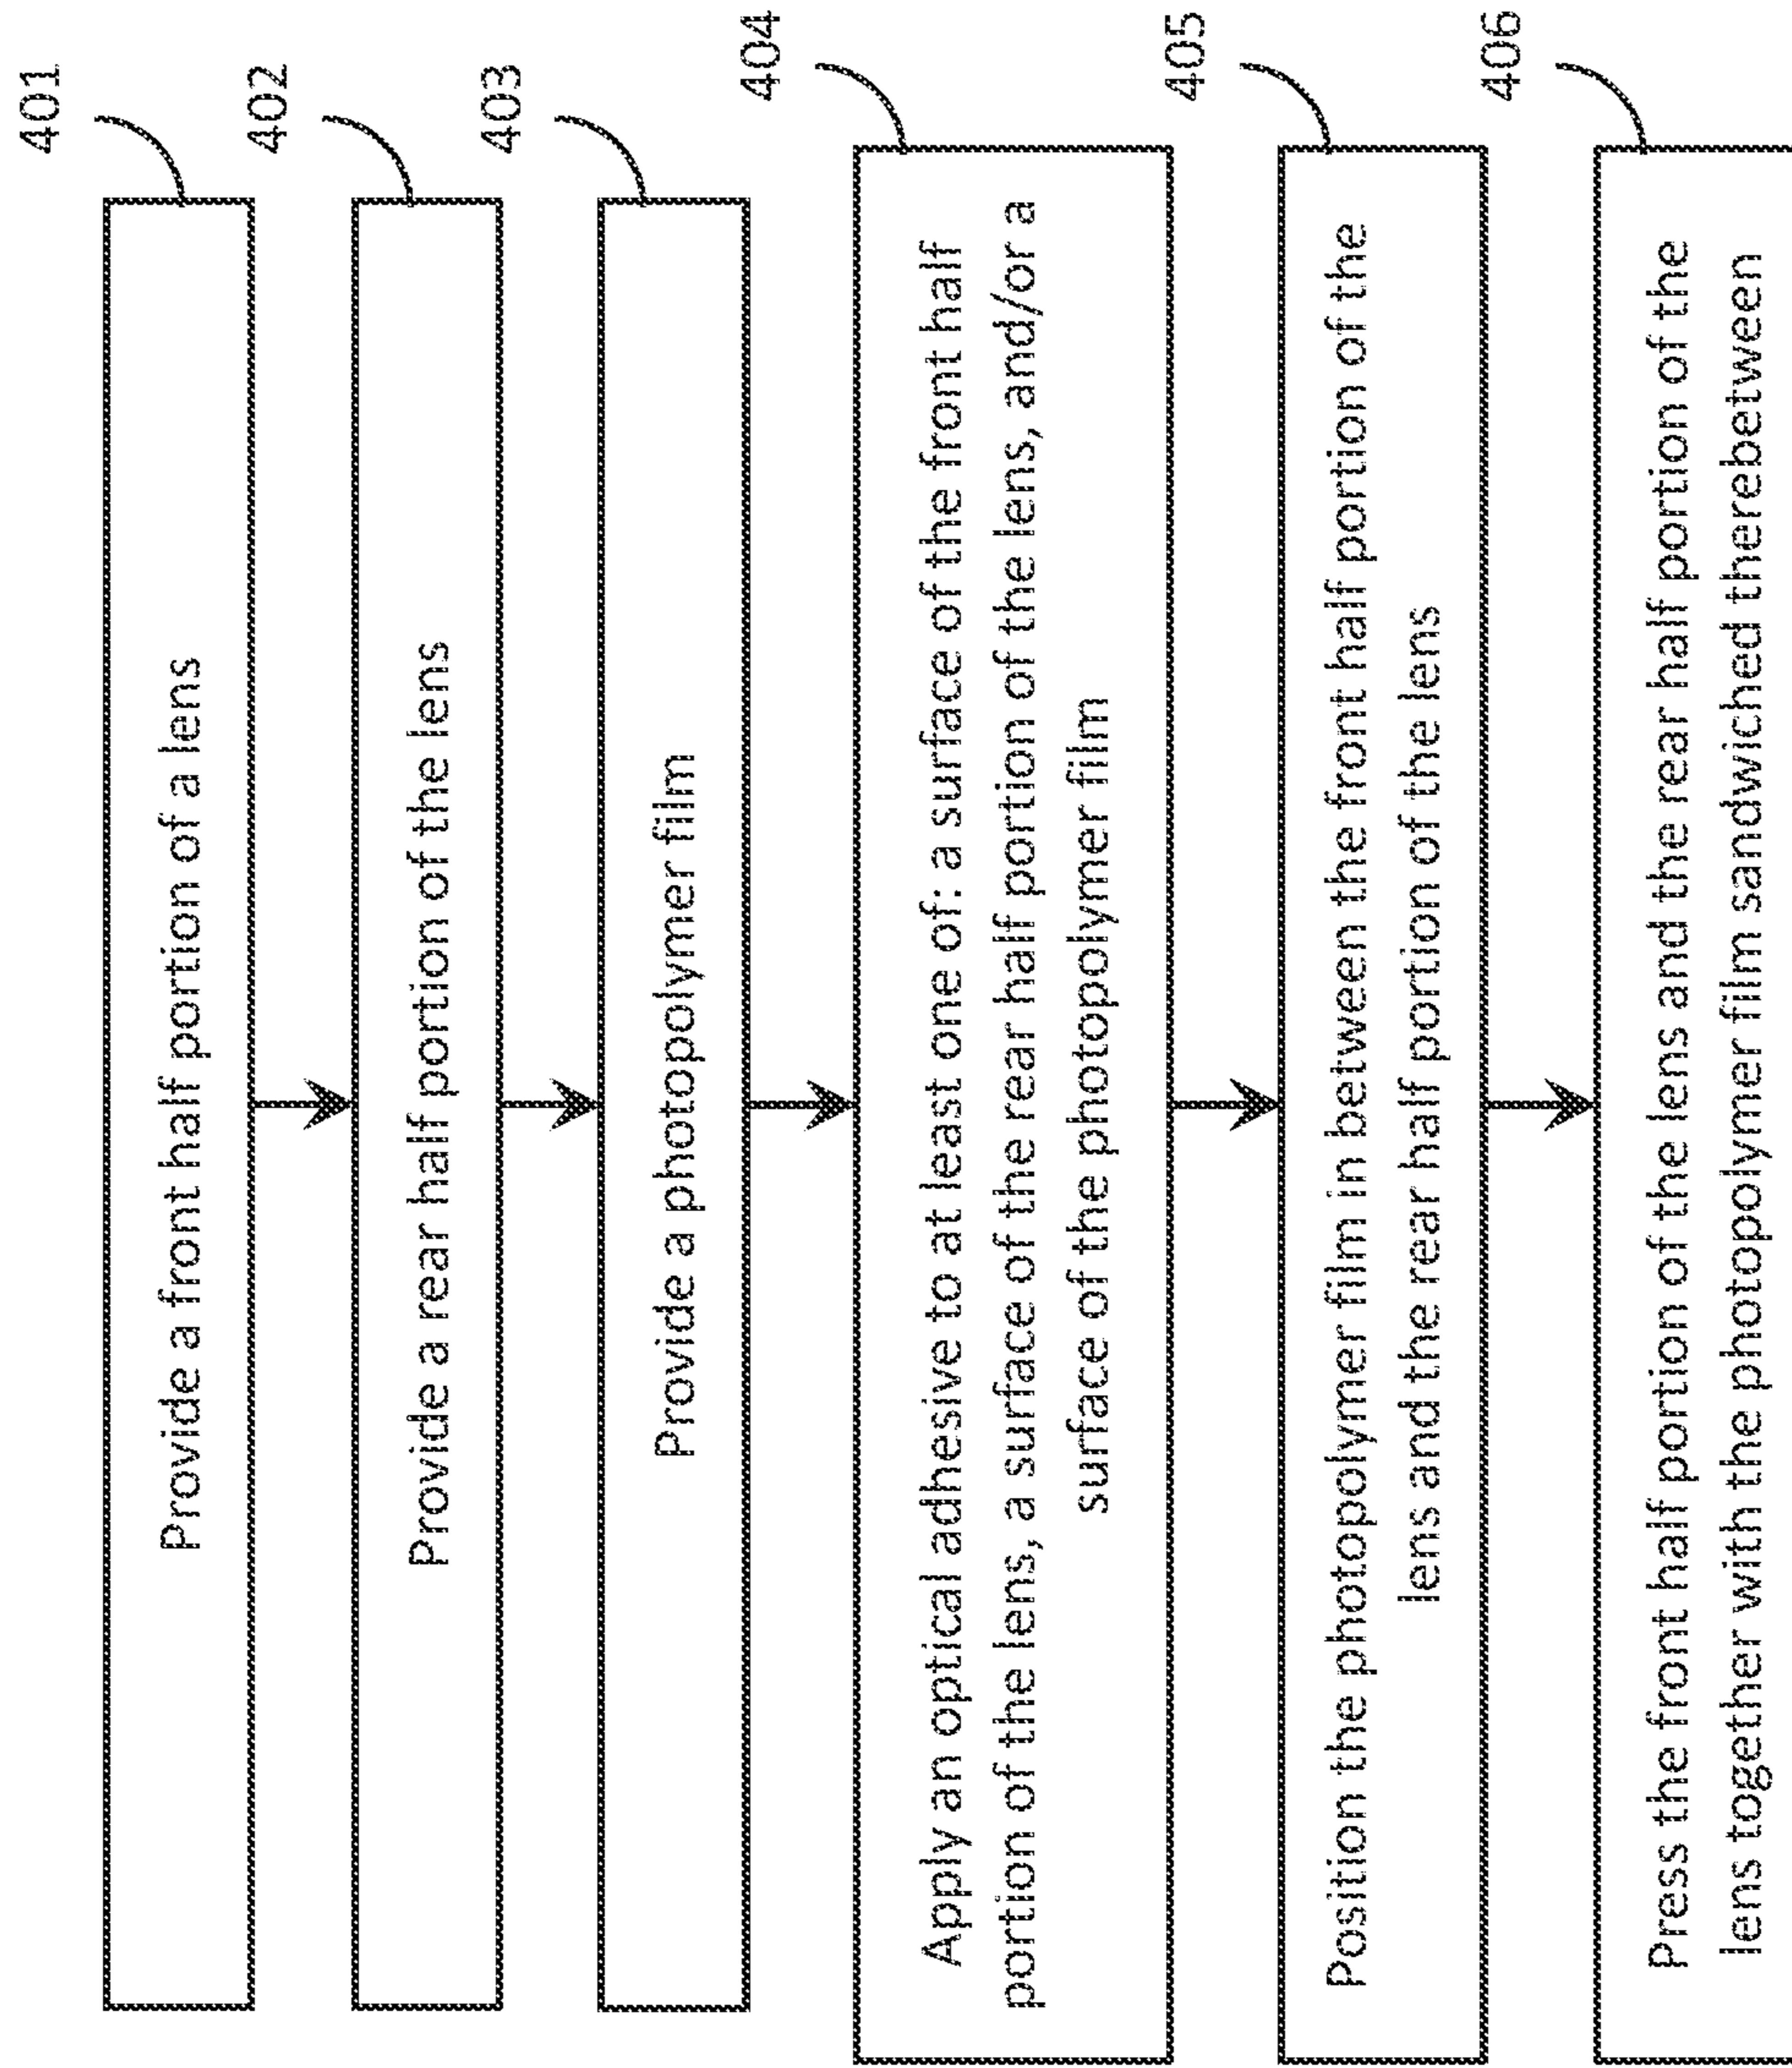 401
Provide a front half portion of a lens
402
Provide a rear half portion of the lens
403
Provide a photopolymer film
404
Apply an optical adhesive to at least one of: a surface of the front half
portion of the lens, a surface of the rear half portion of the lens, and/or a
surface of the photopolymer film
405
Position the photopolymer film in between the front half portion of the
lens and the rear half portion of the lens
406
Press the front half portion of the lens and the rear half portion of the
lens together with the photopolymer film sandwiched therebetween